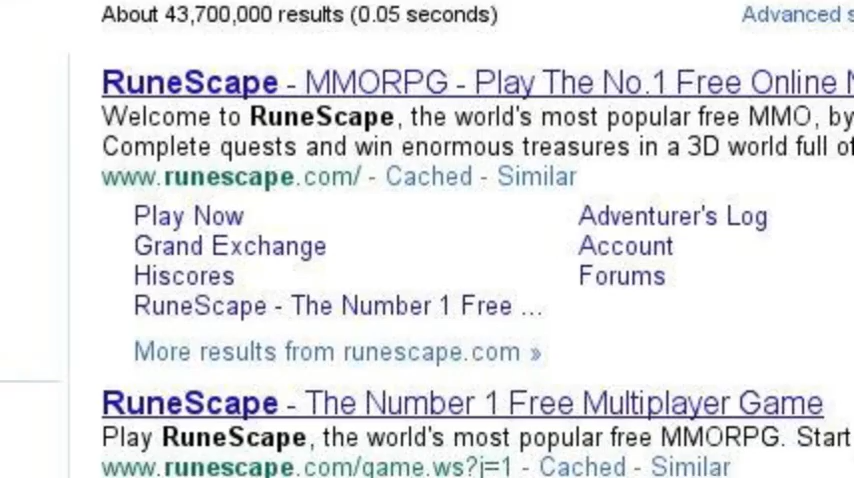 About 43,700,000 results (0.05 seconds) Advanced s
RuneScape - MMORPG - Play The No.1 Free Online
Welcome to RuneScape, the world's most popular free MMO, by
Complete quests and win enormous treasures in a 3D world full of
www.runescape.com/ - Cached - Similar
Play Now Adventurer's Log
Grand Exchange Account
Hiscores Forums
RuneScape - The Number 1 Free ...
More results from runescape.com »
RuneScape - The Number 1 Free Multiplayer Game
Play RuneScape, the world's most popular free MMORPG. Start
www.runescape.com/game.ws?j=1 - Cached - Similar